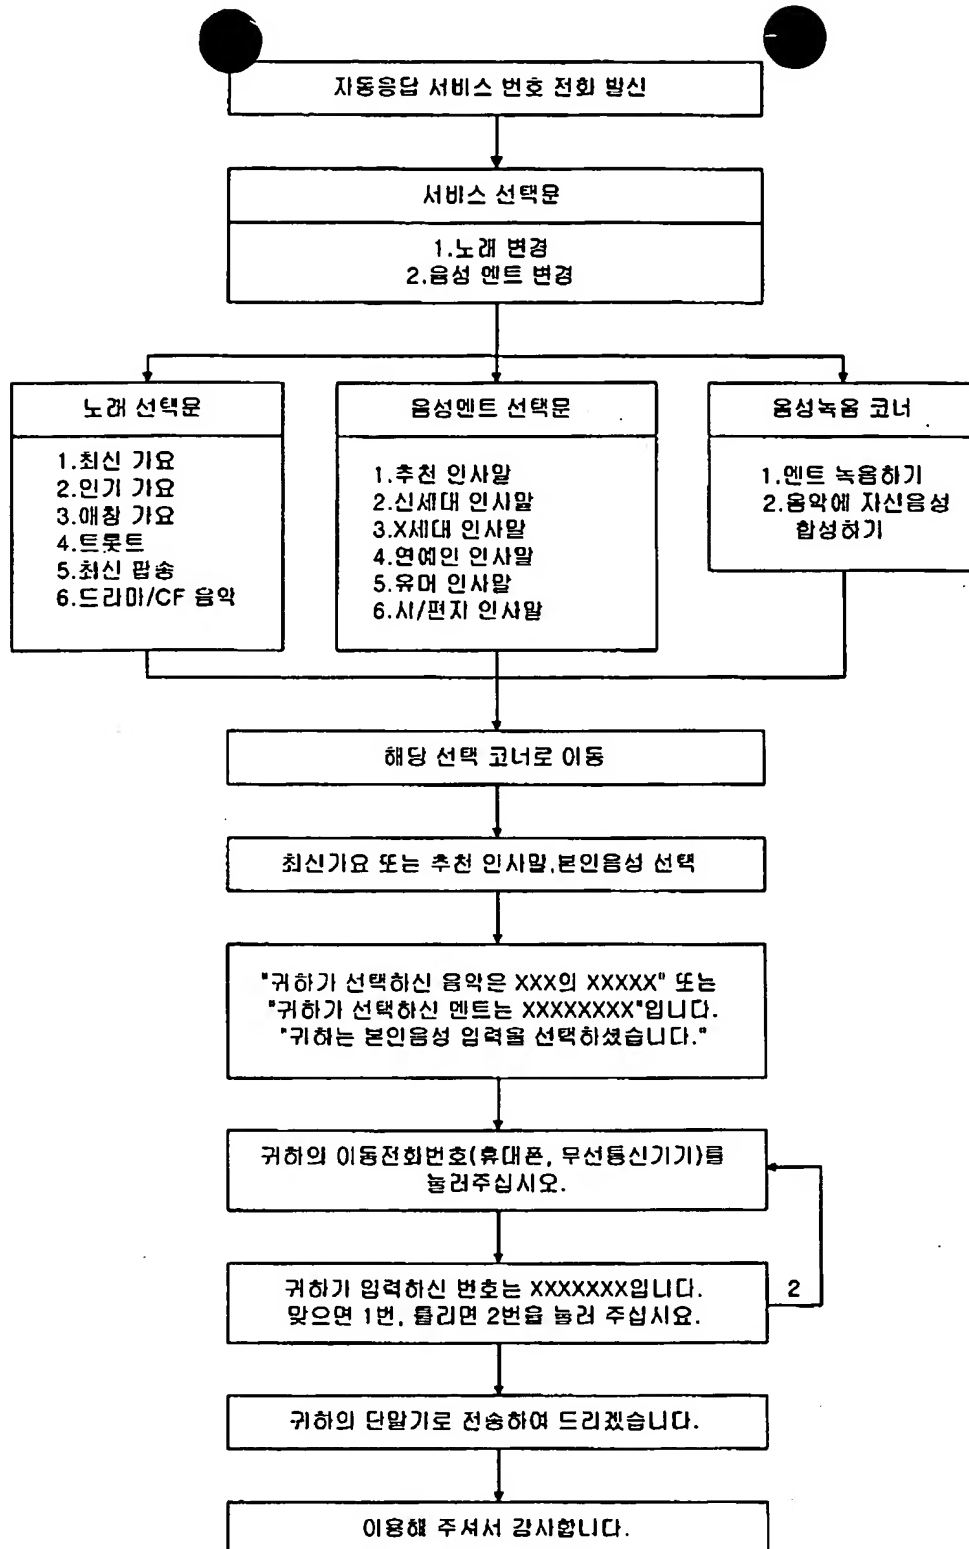 자동응답 서비스 번호 전화 발신
서비스 선택문
1.노래 변경
2.음성 멘트 변경
노래 선택문
1.최신 가요
2.인기 가요
3.애창 가요
4.트롯트
5.최신 팝송
6.드라마/CF 음악
음성멘트 선택문
1.추천 인사말
2.신세대 인사말
3.X세대 인사말
4.연예인 인사말
5.유머 인사말
6.시/편지 인사말
음성녹음 코너
1.멘트 녹음하기
2.음악에 자신음성
합성하기
해당 선택 코너로 이동
최신가요 또는 추천 인사말,본인음성 선택
"귀하가 선택하신 음악은 XXX의 XXXXX" 또는
"귀하가 선택하신 멘트는 XXXXXXXX"입니다.
"귀하는 본인음성 입력을 선택하셨습니다."
귀하의 이동전화번호(휴대폰, 무선통신기기)를
눌러주십시오.
귀하가 입력하신 번호는 XXXXXXX입니다.
맞으면 1번, 틀리면 2번을 눌러 주십시요.
2
귀하의 단말기로 전송하여 드리겠습니다.
이용해 주셔서 감사합니다.